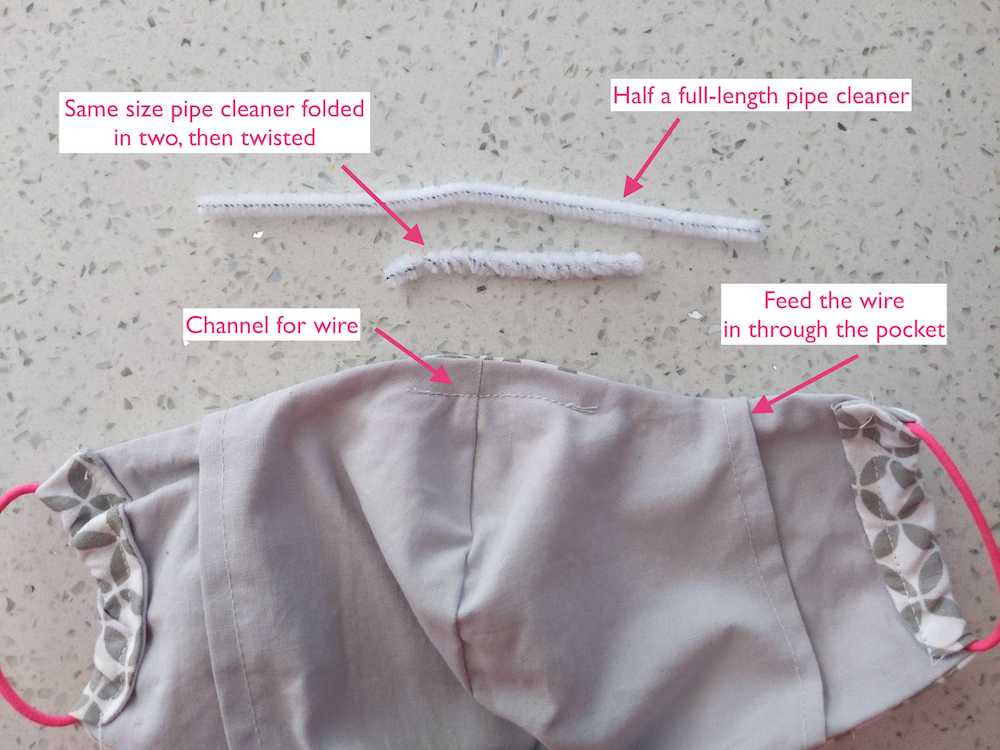 Half a full-length pipe cleaner
Same size pipe cleaner folded
in two, then twisted
Channel for wire
Feed the wire
in through the pocket